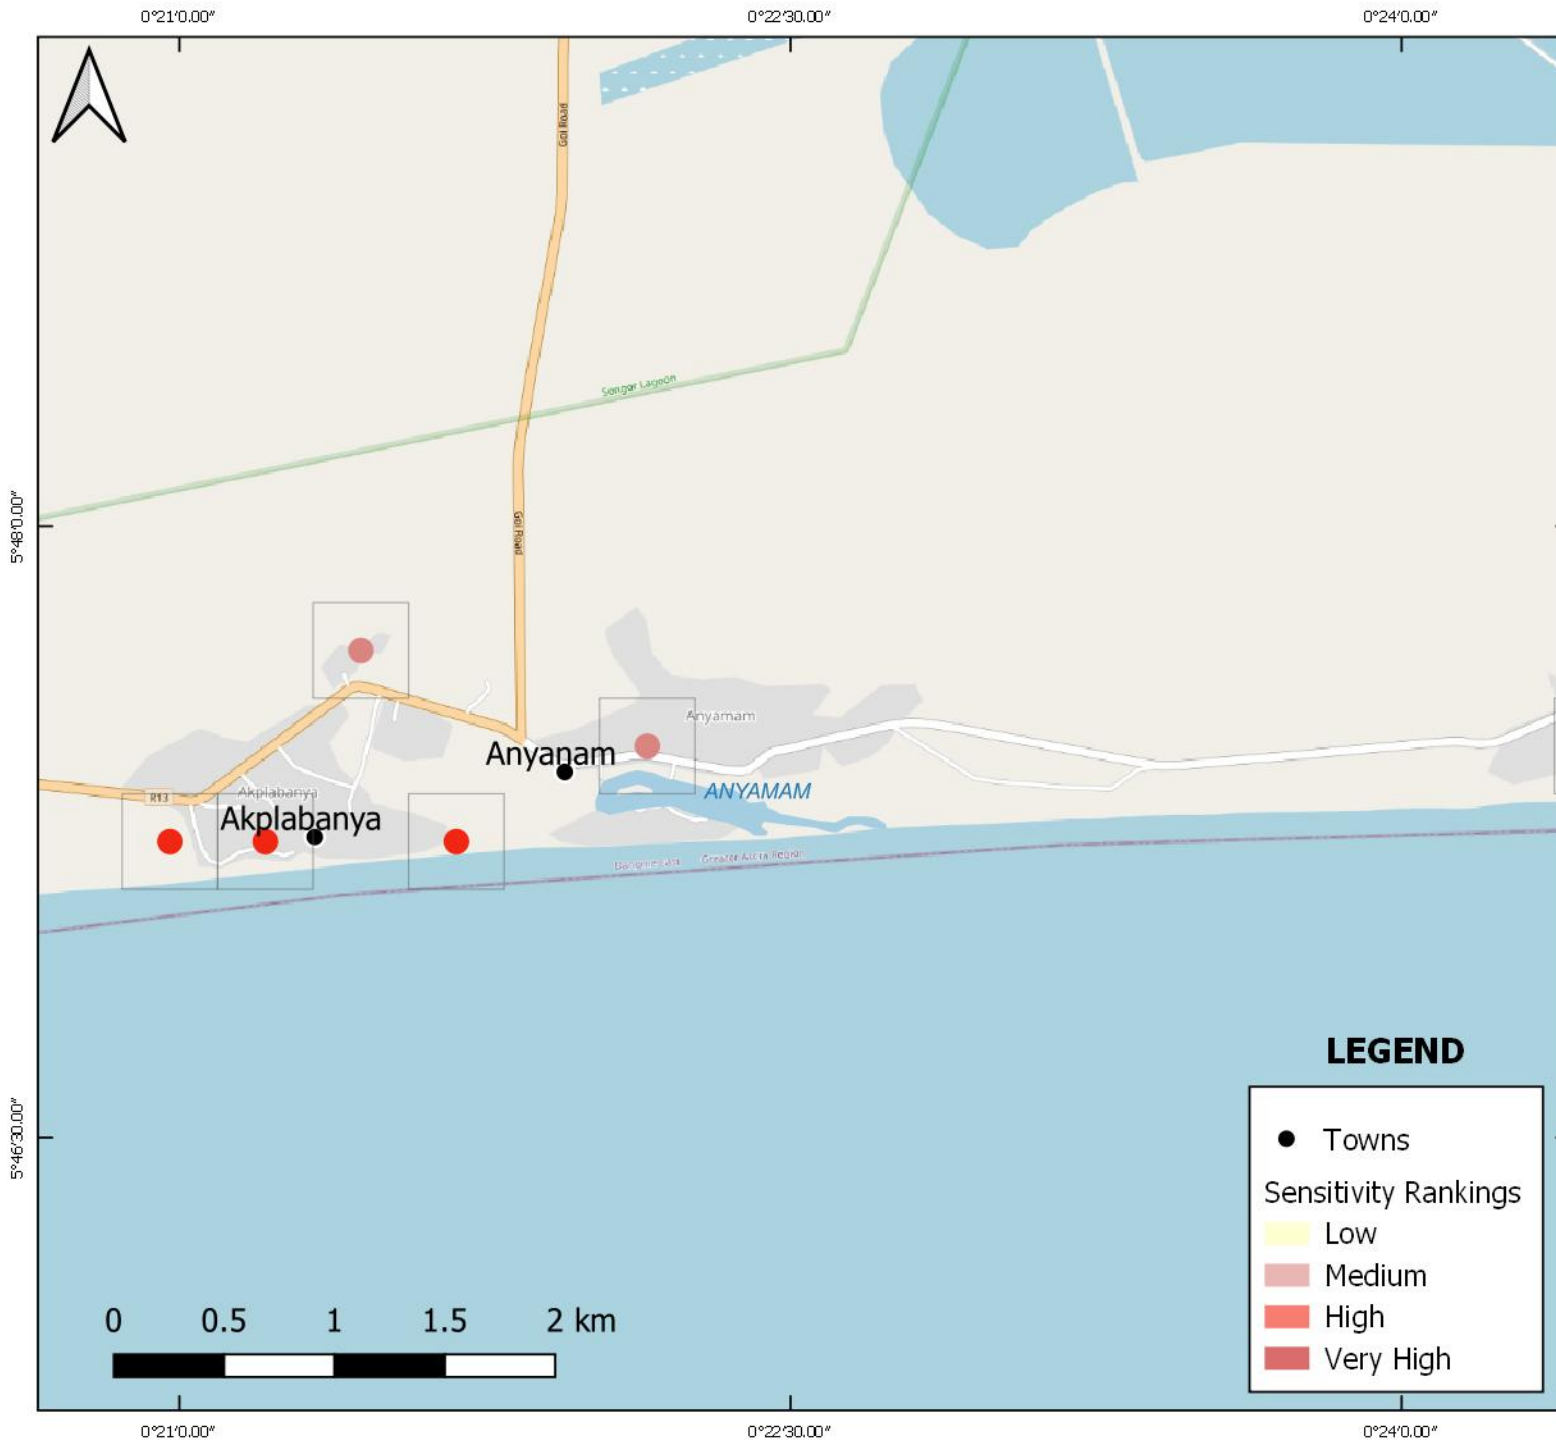 0°21'0.00" 0°22'30.00" 0°24'0.00"
GOI Road
Songor Lagoon
5°48'0.00"
GOI Road
Anyamam
Anyanam
ANYAMAM
R13
Akplabanya
Akplabanya
Greater Accra Region
5°46'30.00"
LEGEND
Towns
Sensitivity Rankings
Low
Medium
High
Very High
0 0.5 1 1.5 2 km
0°21'0.00" 0°22'30.00" 0°24'0.00"